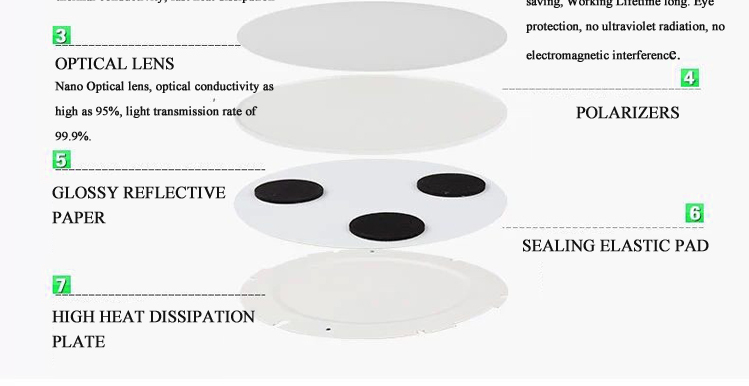 saving, Working Lifetime long. Eye
protection, no ultraviolet radiation, no
electromagnetic interference.
3
OPTICAL LENS
Nano Optical lens, optical conductivity as
high as 95%, light transmission rate of
99.9%.
4
POLARIZERS
5
GLOSSY REFLECTIVE
PAPER
6
SEALING ELASTIC PAD
7
HIGH HEAT DISSIPATION
PLATE